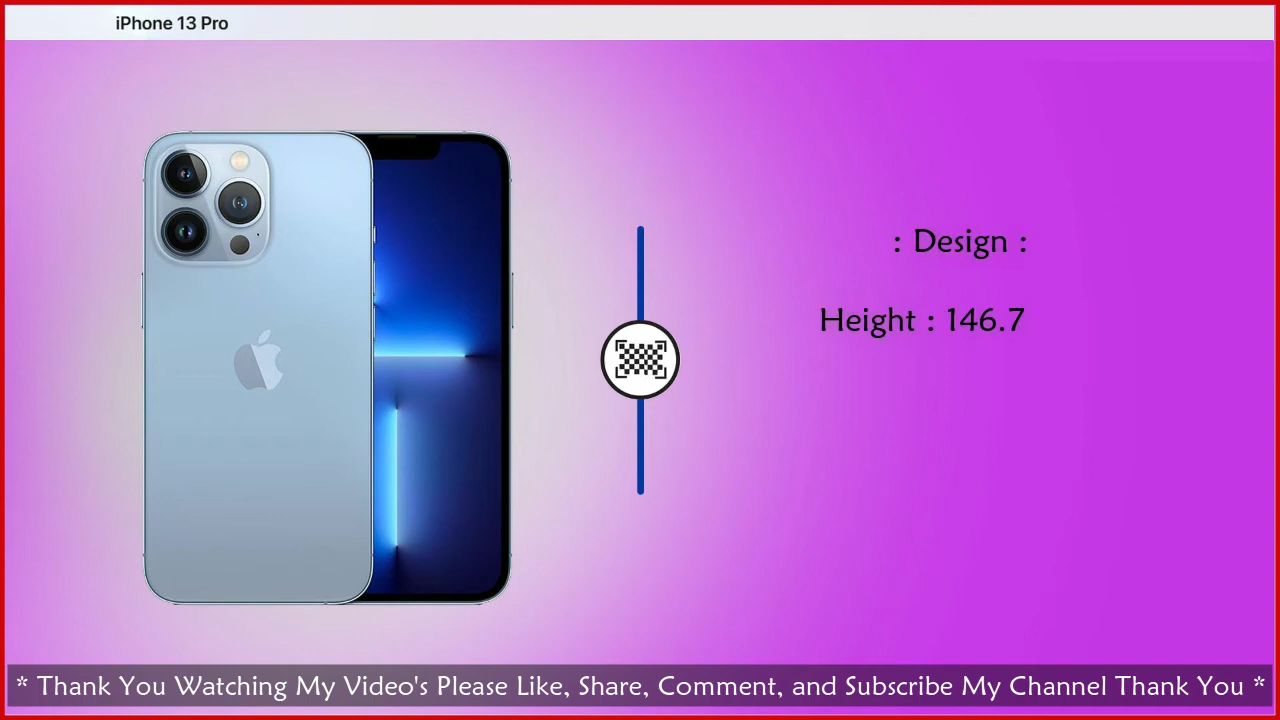 iPhone 13 Pro
: Design :
Height : 146.7
* Thank You Watching My Video's Please Like, Share, Comment, and Subscribe My Channel Thank You *